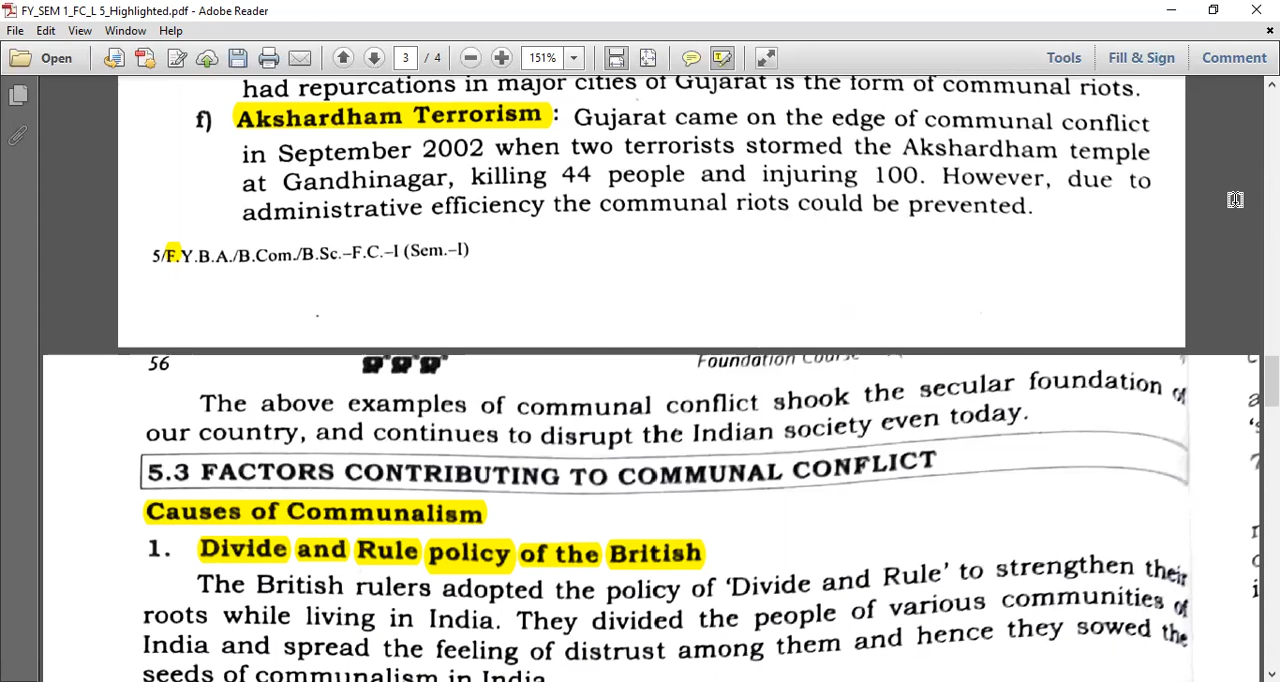 FY_SEM 1_FC_L 5_Highlighted.pdf - Adobe Reader
File Edit View Window Help
Open 3 / 4 151% Tools Fill & Sign Comment
had repurcations in major cities of Gujarat is the form of communal riots.
f) Akshardham Terrorism : Gujarat came on the edge of communal conflict
in September 2002 when two terrorists stormed the Akshardham temple
at Gandhinagar, killing 44 people and injuring 100. However, due to
administrative efficiency the communal riots could be prevented.
5/F.Y.B.A./B.Com./B.Sc.–F.C.–I (Sem.–I)
56 Foundation Course
The above examples of communal conflict shook the secular foundation of
our country, and continues to disrupt the Indian society even today.
5.3 FACTORS CONTRIBUTING TO COMMUNAL CONFLICT
Causes of Communalism
1. Divide and Rule policy of the British
The British rulers adopted the policy of 'Divide and Rule' to strengthen their
roots while living in India. They divided the people of various communities of
India and spread the feeling of distrust among them and hence they sowed the
seeds of communalism in India